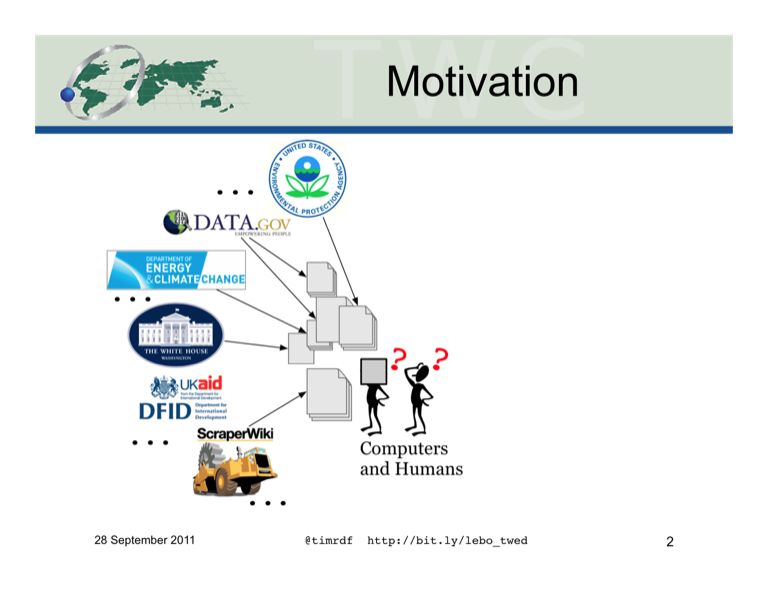 TWC
Motivation
UNITED STATES
ENVIRONMENTAL PROTECTION AGENCY
. . .
DATA.GOV
EMPOWERING PEOPLE
DEPARTMENT OF
ENERGY
&CLIMATECHANGE
. . .
THE WHITE HOUSE
WASHINGTON
? ?
UKaid
from the Department for
International Development
DFID
Department for
International
Development
. . .
ScraperWiki
Computers
and Humans
. . .
28 September 2011
@timrdf http://bit.ly/lebo_twed
2